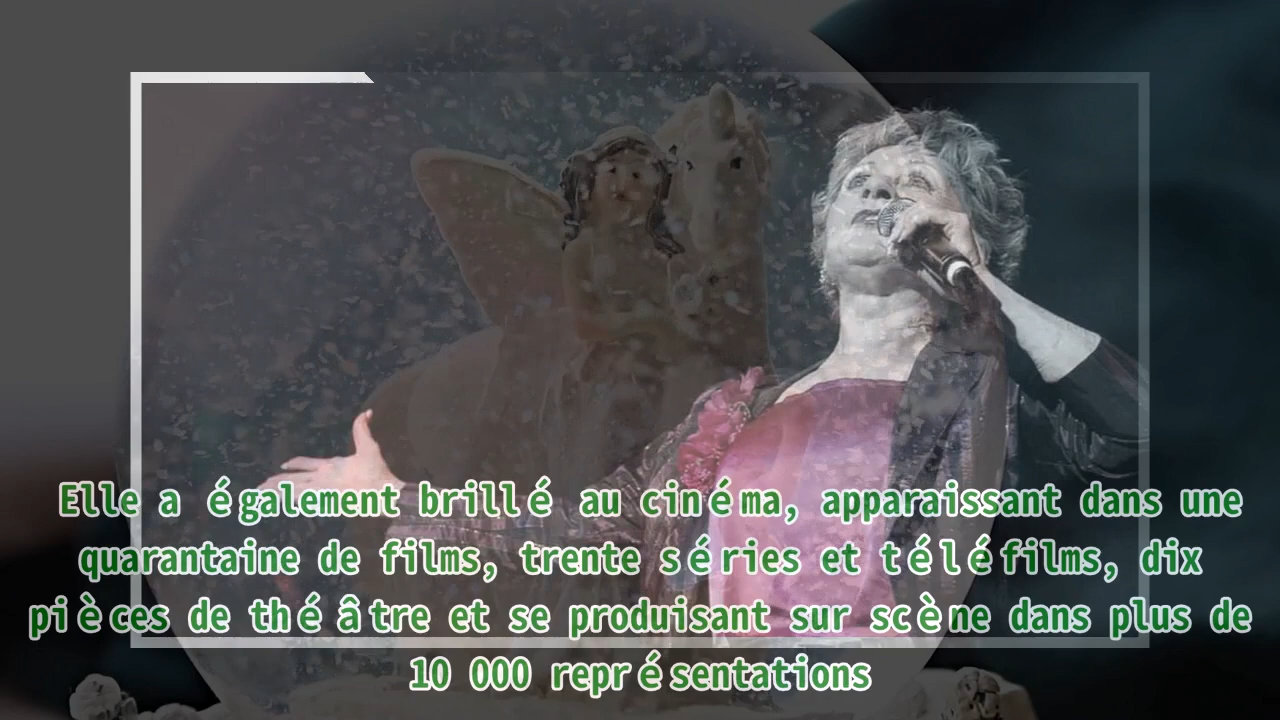 Elle a également brillé au cinéma, apparaissant dans une
quarantaine de films, trente séries et téléfilms, dix
pièces de théâtre et se produisant sur scène dans plus de
10 000 représentations